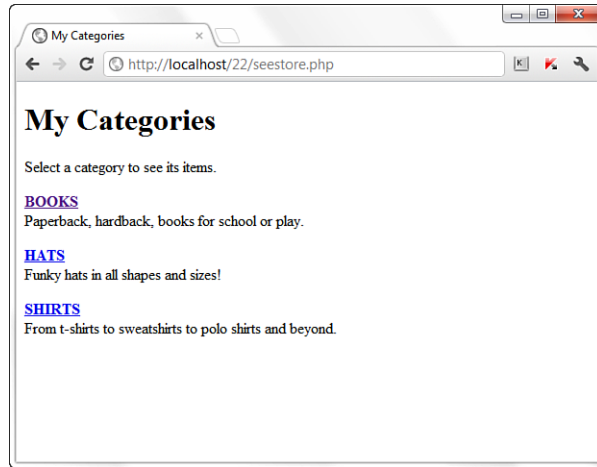 My Categories
http://localhost/22/seestore.php
My Categories
Select a category to see its items.
BOOKS
Paperback, hardback, books for school or play.
HATS
Funky hats in all shapes and sizes!
SHIRTS
From t-shirts to sweatshirts to polo shirts and beyond.